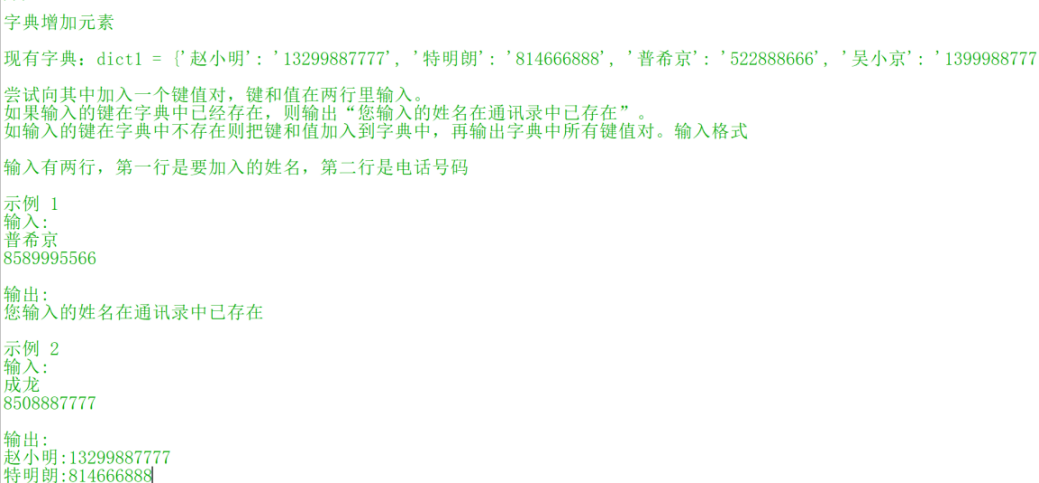 字典增加元素
现有字典：dict1 = {'赵小明': '13299887777', '特明朗': '814666888', '普希京': '522888666', '吴小京': '1399988777
尝试向其中加入一个键值对，键和值在两行里输入。
如果输入的键在字典中已经存在，则输出“您输入的姓名在通讯录中已存在”。
如输入的键在字典中不存在则把键和值加入到字典中，再输出字典中所有键值对。输入格式
输入有两行，第一行是要加入的姓名，第二行是电话号码
示例 1
输入:
普希京
8589995566
输出:
您输入的姓名在通讯录中已存在
示例 2
输入:
成龙
8508887777
输出:
赵小明:13299887777
特明朗:814666888